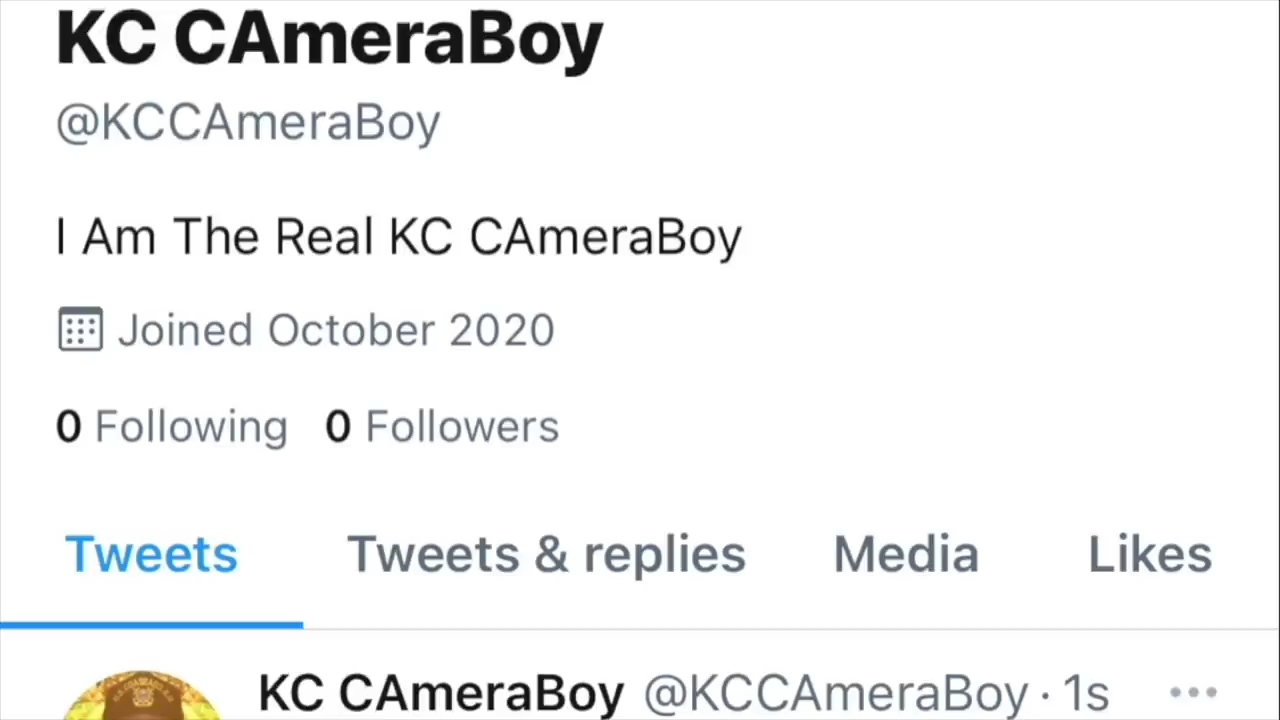 KC CAmeraBoy
@KCCAmeraBoy
I Am The Real KC CAmeraBoy
Joined October 2020
0 Following 0 Followers
Tweets Tweets & replies Media Likes
KC CAmeraBoy @KCCAmeraBoy · 1s